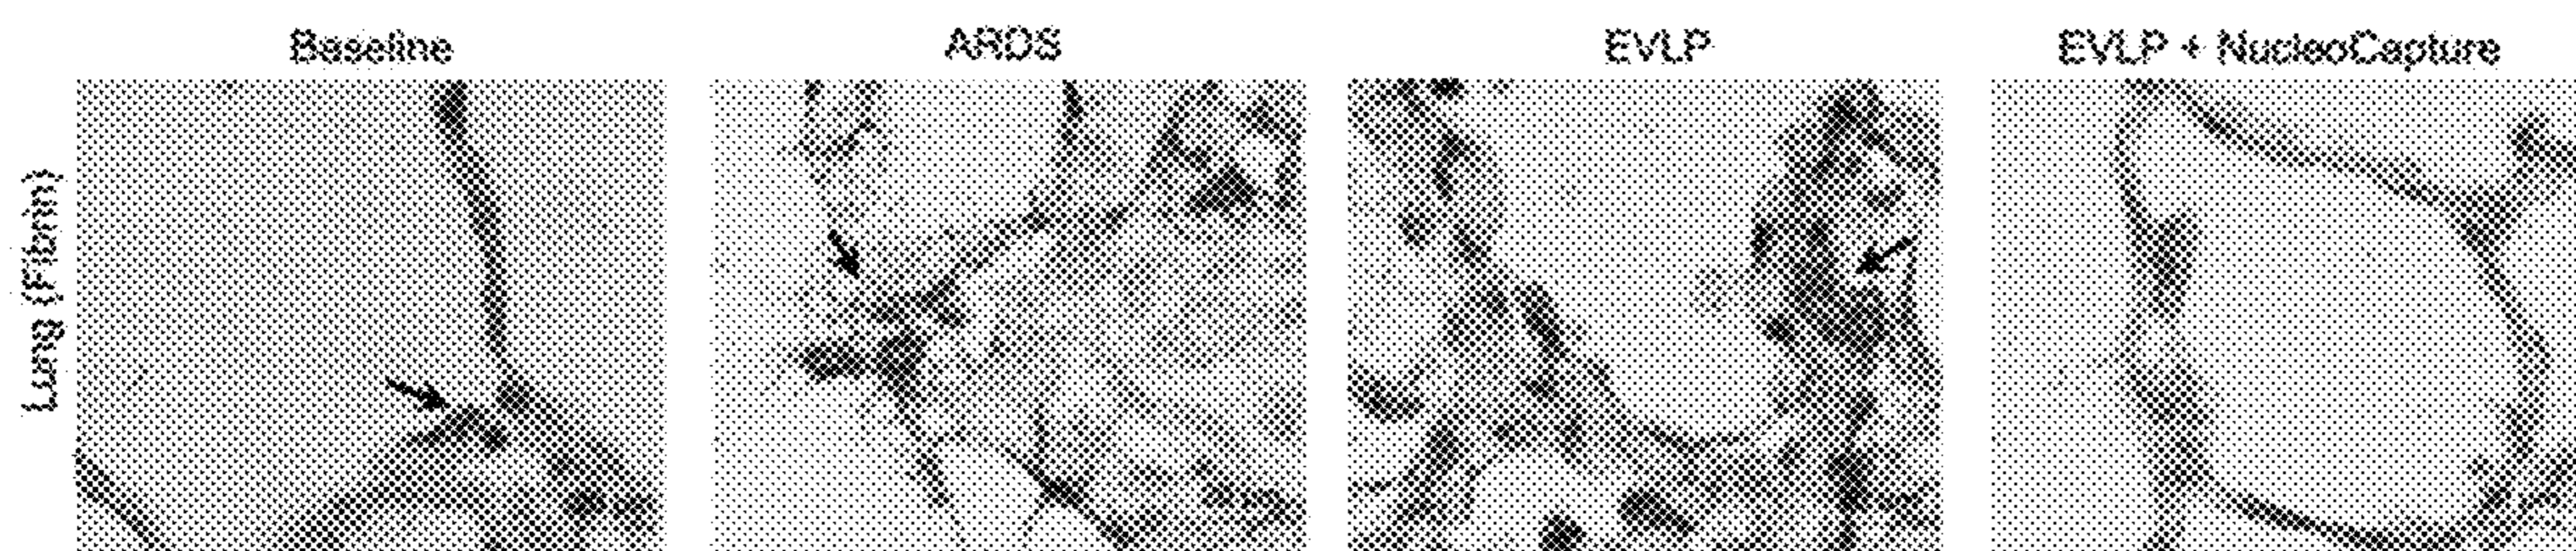 Baseline
ARDS
EVLP
EVLP + NucleoCapture
Lung (Fibrin)